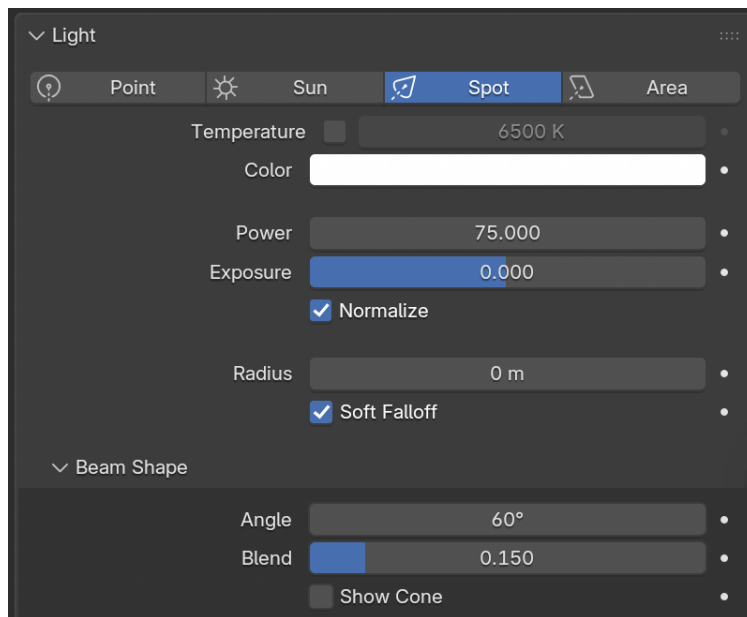 Light
Point Sun Spot Area
Temperature 6500 K
Color
Power 75.000
Exposure 0.000
Normalize
Radius 0 m
Soft Falloff
Beam Shape
Angle 60°
Blend 0.150
Show Cone